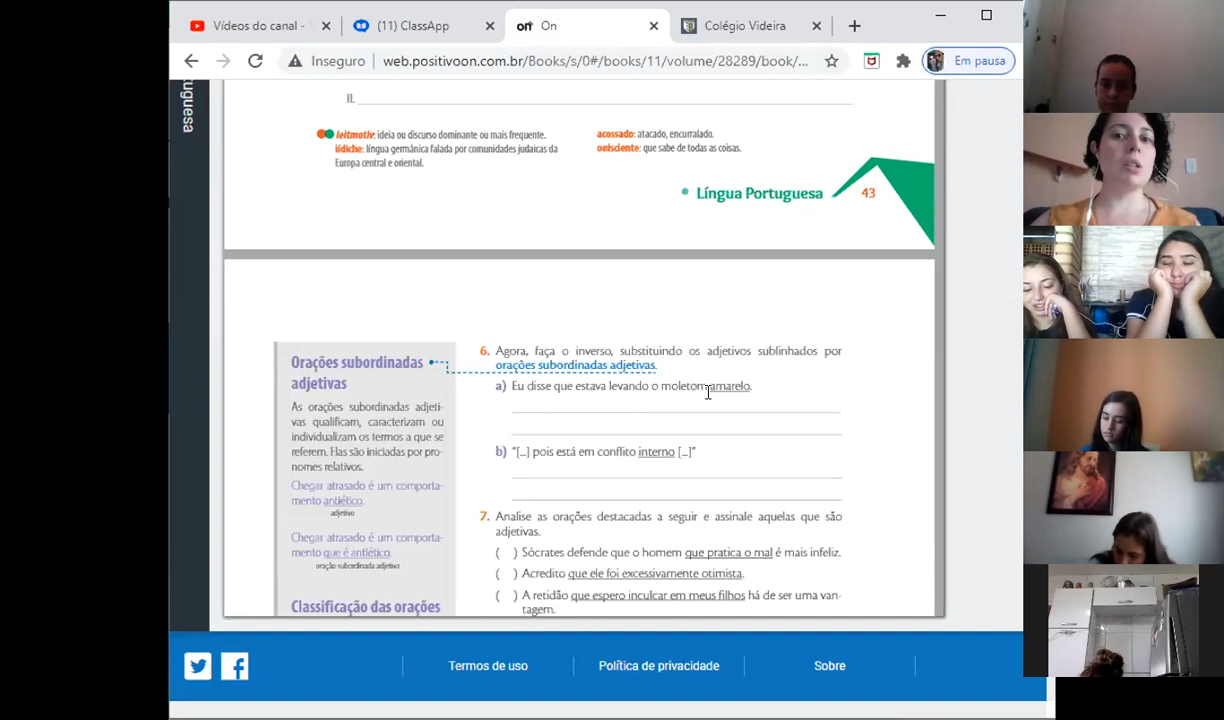 Vídeos do canal -
(11) ClassApp
on On
Colégio Videira
Inseguro
web.positivoon.com.br/Books/s/0#/books/11/volume/28289/book/...
Em pausa
tuguesa
II.
leitmotiv: ideia ou discurso dominante ou mais frequente.
iídiche: língua germânica falada por comunidades judaicas da
Europa central e oriental.
acossado: atacado, encurralado.
onisciente: que sabe de todas as coisas.
Língua Portuguesa 43
Orações subordinadas
adjetivas
As orações subordinadas adjeti-
vas qualificam, caracterizam ou
individualizam os termos a que se
referem. Elas são iniciadas por pro-
nomes relativos.
Chegar atrasado é um comporta-
mento antiético.
adjetivo
Chegar atrasado é um comporta-
mento que é antiético.
oração subordinada adjetiva
Classificação das orações
6. Agora, faça o inverso, substituindo os adjetivos sublinhados por
orações subordinadas adjetivas.
a) Eu disse que estava levando o moletom amarelo.
b) "[...] pois está em conflito interno [...]"
7. Analise as orações destacadas a seguir e assinale aquelas que são
adjetivas.
( ) Sócrates defende que o homem que pratica o mal é mais infeliz.
( ) Acredito que ele foi excessivamente otimista.
( ) A retidão que espero inculcar em meus filhos há de ser uma van-
tagem.
Termos de uso
Política de privacidade
Sobre